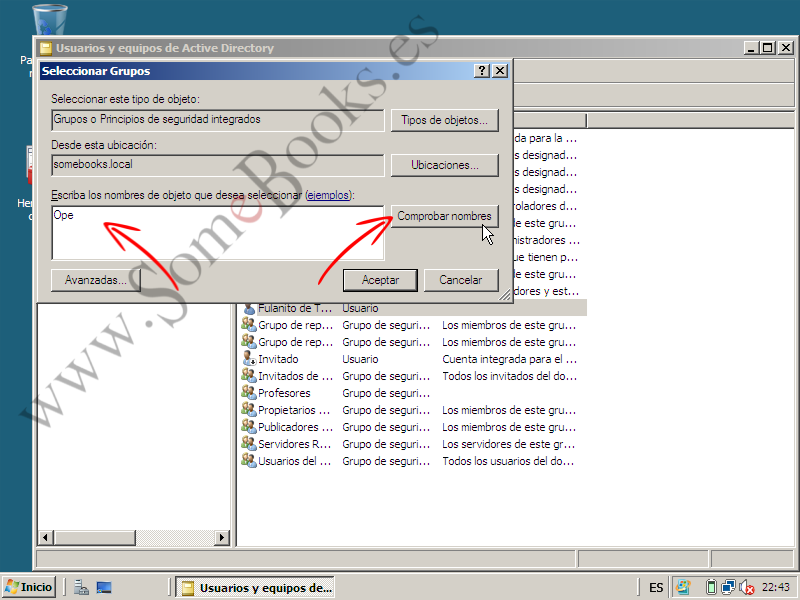 Pa
Usuarios y equipos de Active Directory
Seleccionar Grupos
Seleccionar este tipo de objeto:
Grupos o Principios de seguridad integrados
Tipos de objetos...
Desde esta ubicación:
somebooks.local
Ubicaciones...
Escriba los nombres de objeto que desea seleccionar (ejemplos):
Ope
Comprobar nombres
Avanzadas...
Aceptar
Cancelar
He
da para la ...
s designad...
s designad...
s designad...
roladores d...
de este gru...
nistradores ...
ue tienen p...
de este gru...
dores y est...
Fulanito de T... Usuario
Grupo de rep... Grupo de seguri... Los miembros de este gru...
Grupo de rep... Grupo de seguri... Los miembros de este gru...
Invitado Usuario Cuenta integrada para el ...
Invitados de ... Grupo de seguri... Todos los invitados del do...
Profesores Grupo de seguri...
Propietarios ... Grupo de seguri... Los miembros de este gru...
Publicadores ... Grupo de seguri... Los miembros de este gru...
Servidores R... Grupo de seguri... Los servidores de este gr...
Usuarios del ... Grupo de seguri... Todos los usuarios del do...
www.SomeBooks.es
Inicio
Usuarios y equipos de...
ES
22:43